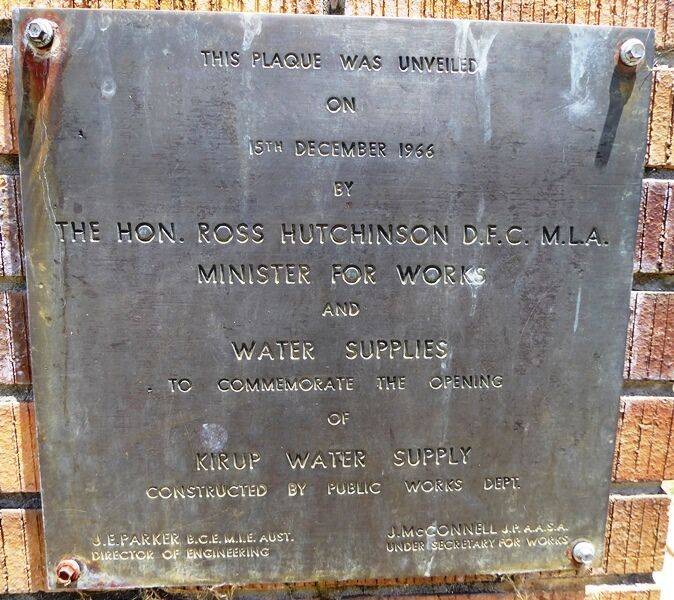 THIS PLAQUE WAS UNVEILED
ON
15TH DECEMBER 1966
BY
THE HON. ROSS HUTCHINSON D.F.C. M.L.A.
MINISTER FOR WORKS
AND
WATER SUPPLIES
TO COMMEMORATE THE OPENING
OF
KIRUP WATER SUPPLY
CONSTRUCTED BY PUBLIC WORKS DEPT.
J.E.PARKER B.C.E. M.I.E. AUST.
DIRECTOR OF ENGINEERING
J.McCONNELL J.P. A.A.S.A.
UNDER SECRETARY FOR WORKS